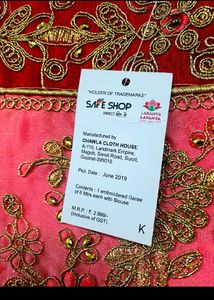 "HOLDER OF TRADEMARKS"
SAFE SHOP
LARANYA
LAVANYA
Manufactured by
CHAWLA CLOTH HOUSE
A-110, Landmark Empire,
Magob, Saroli Road, Surat,
Gujarat-395010
Pkd. Date : June 2019
Contents : 1 embroidered Saree
of 6 Mtrs each with Blouse
M.R.P : ₹. 2,999/-
(Inclusive of GST)
K